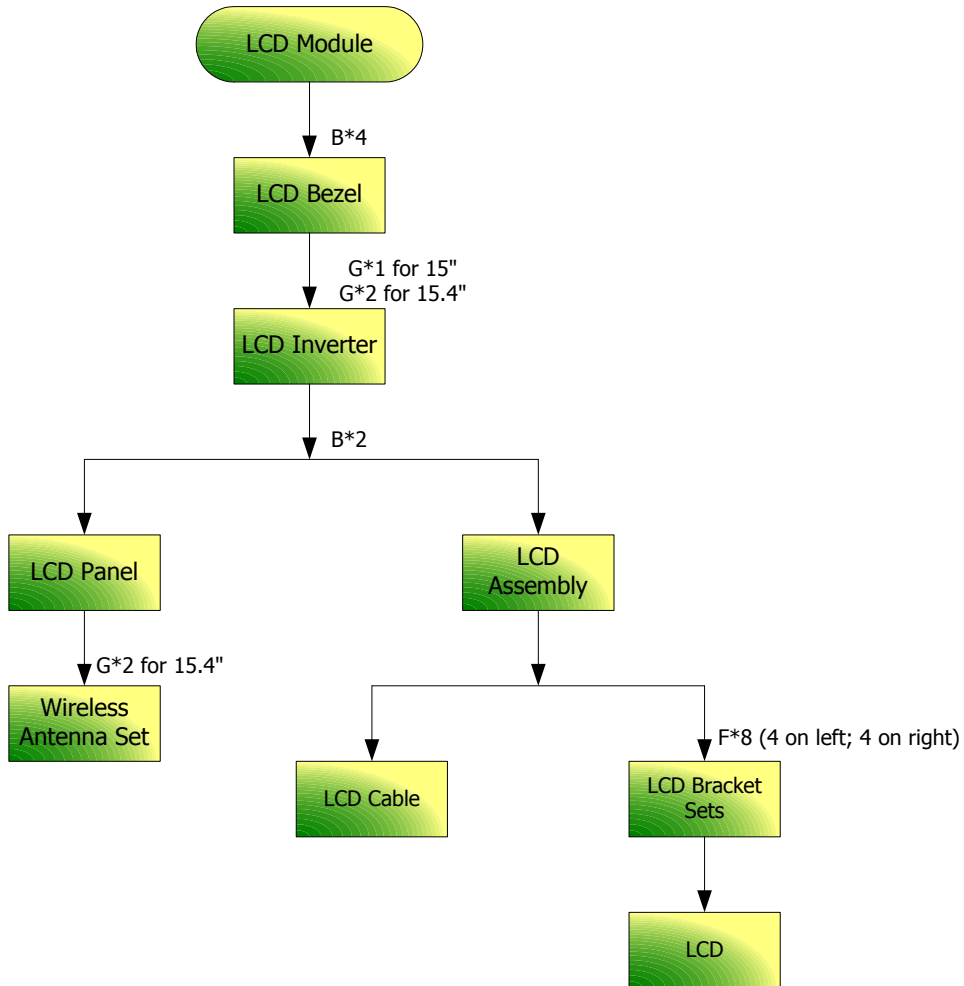 LCD Module
B*4
LCD Bezel
G*1 for 15"
G*2 for 15.4"
LCD Inverter
B*2
LCD Panel
LCD
Assembly
G*2 for 15.4"
Wireless
Antenna Set
F*8 (4 on left; 4 on right)
LCD Cable
LCD Bracket
Sets
LCD